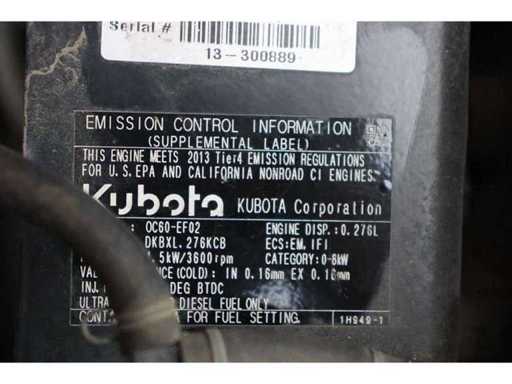 Serial #
13-300889
EMISSION CONTROL INFORMATION
(SUPPLEMENTAL LABEL)
THIS ENGINE MEETS 2013 Tier4 EMISSION REGULATIONS
FOR U.S. EPA AND CALIFORNIA NONROAD CI ENGINES.
Kubota KUBOTA Corporation
: OC60-EF02 ENGINE DISP.: 0.276L
DKBXL.276KCB ECS:EM, IFI
.5kW/3600rpm CATEGORY: 0-8kW
(COLD): IN 0.16mm EX 0.16mm
INJ. DEG BTDC
ULTRA DIESEL FUEL ONLY
FOR FUEL SETTING. 1H949-1